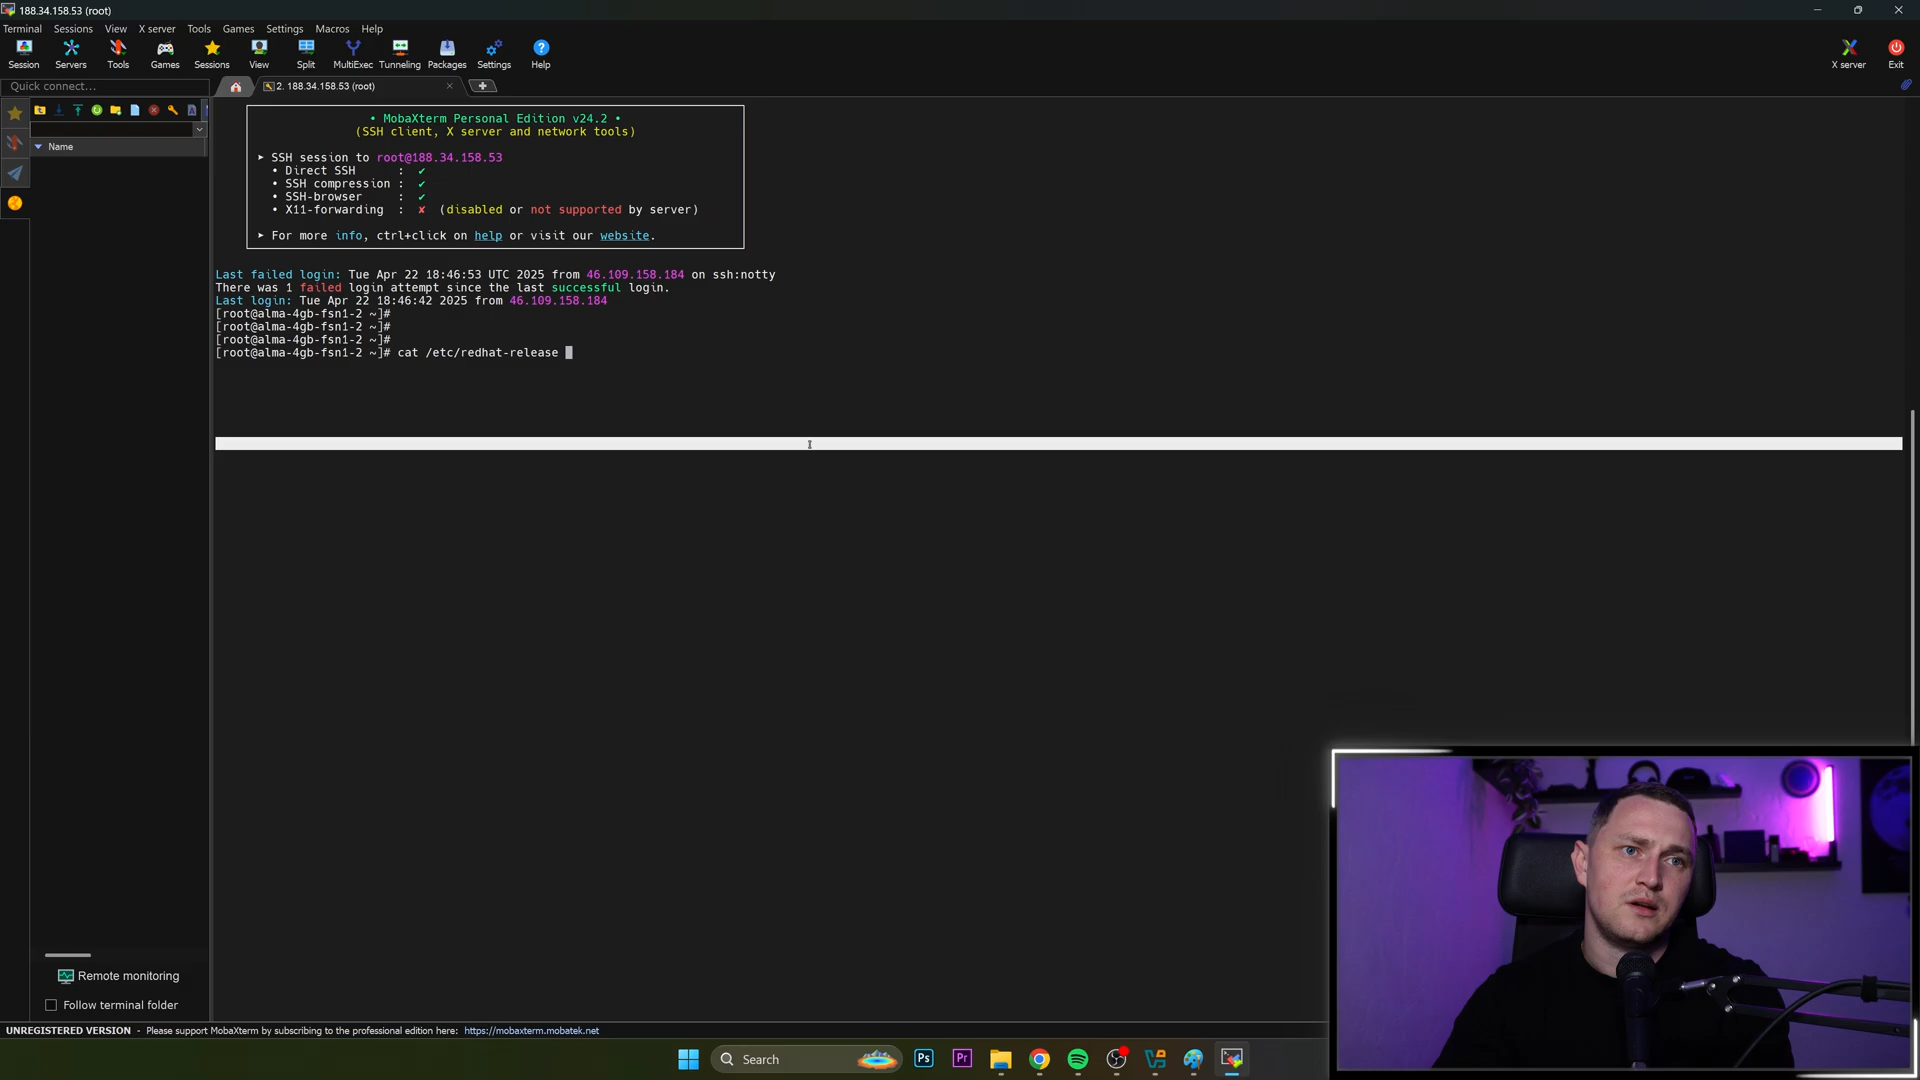 188.34.158.53 (root)
Terminal Sessions View X server Tools Games Settings Macros Help
Session Servers Tools Games Sessions View Split MultiExec Tunneling Packages Settings Help X server Exit
Quick connect...
2. 188.34.158.53 (root)
Name
• MobaXterm Personal Edition v24.2 •
(SSH client, X server and network tools)
➤ SSH session to root@188.34.158.53
• Direct SSH : ✔
• SSH compression : ✔
• SSH-browser : ✔
• X11-forwarding : ✘ (disabled or not supported by server)
➤ For more info, ctrl+click on help or visit our website.
Last failed login: Tue Apr 22 18:46:53 UTC 2025 from 46.109.158.184 on ssh:notty
There was 1 failed login attempt since the last successful login.
Last login: Tue Apr 22 18:46:42 2025 from 46.109.158.184
[root@alma-4gb-fsn1-2 ~]#
[root@alma-4gb-fsn1-2 ~]#
[root@alma-4gb-fsn1-2 ~]#
[root@alma-4gb-fsn1-2 ~]# cat /etc/redhat-release
Remote monitoring
Follow terminal folder
UNREGISTERED VERSION - Please support MobaXterm by subscribing to the professional edition here: https://mobaxterm.mobatek.net
Search
Ps
Pr